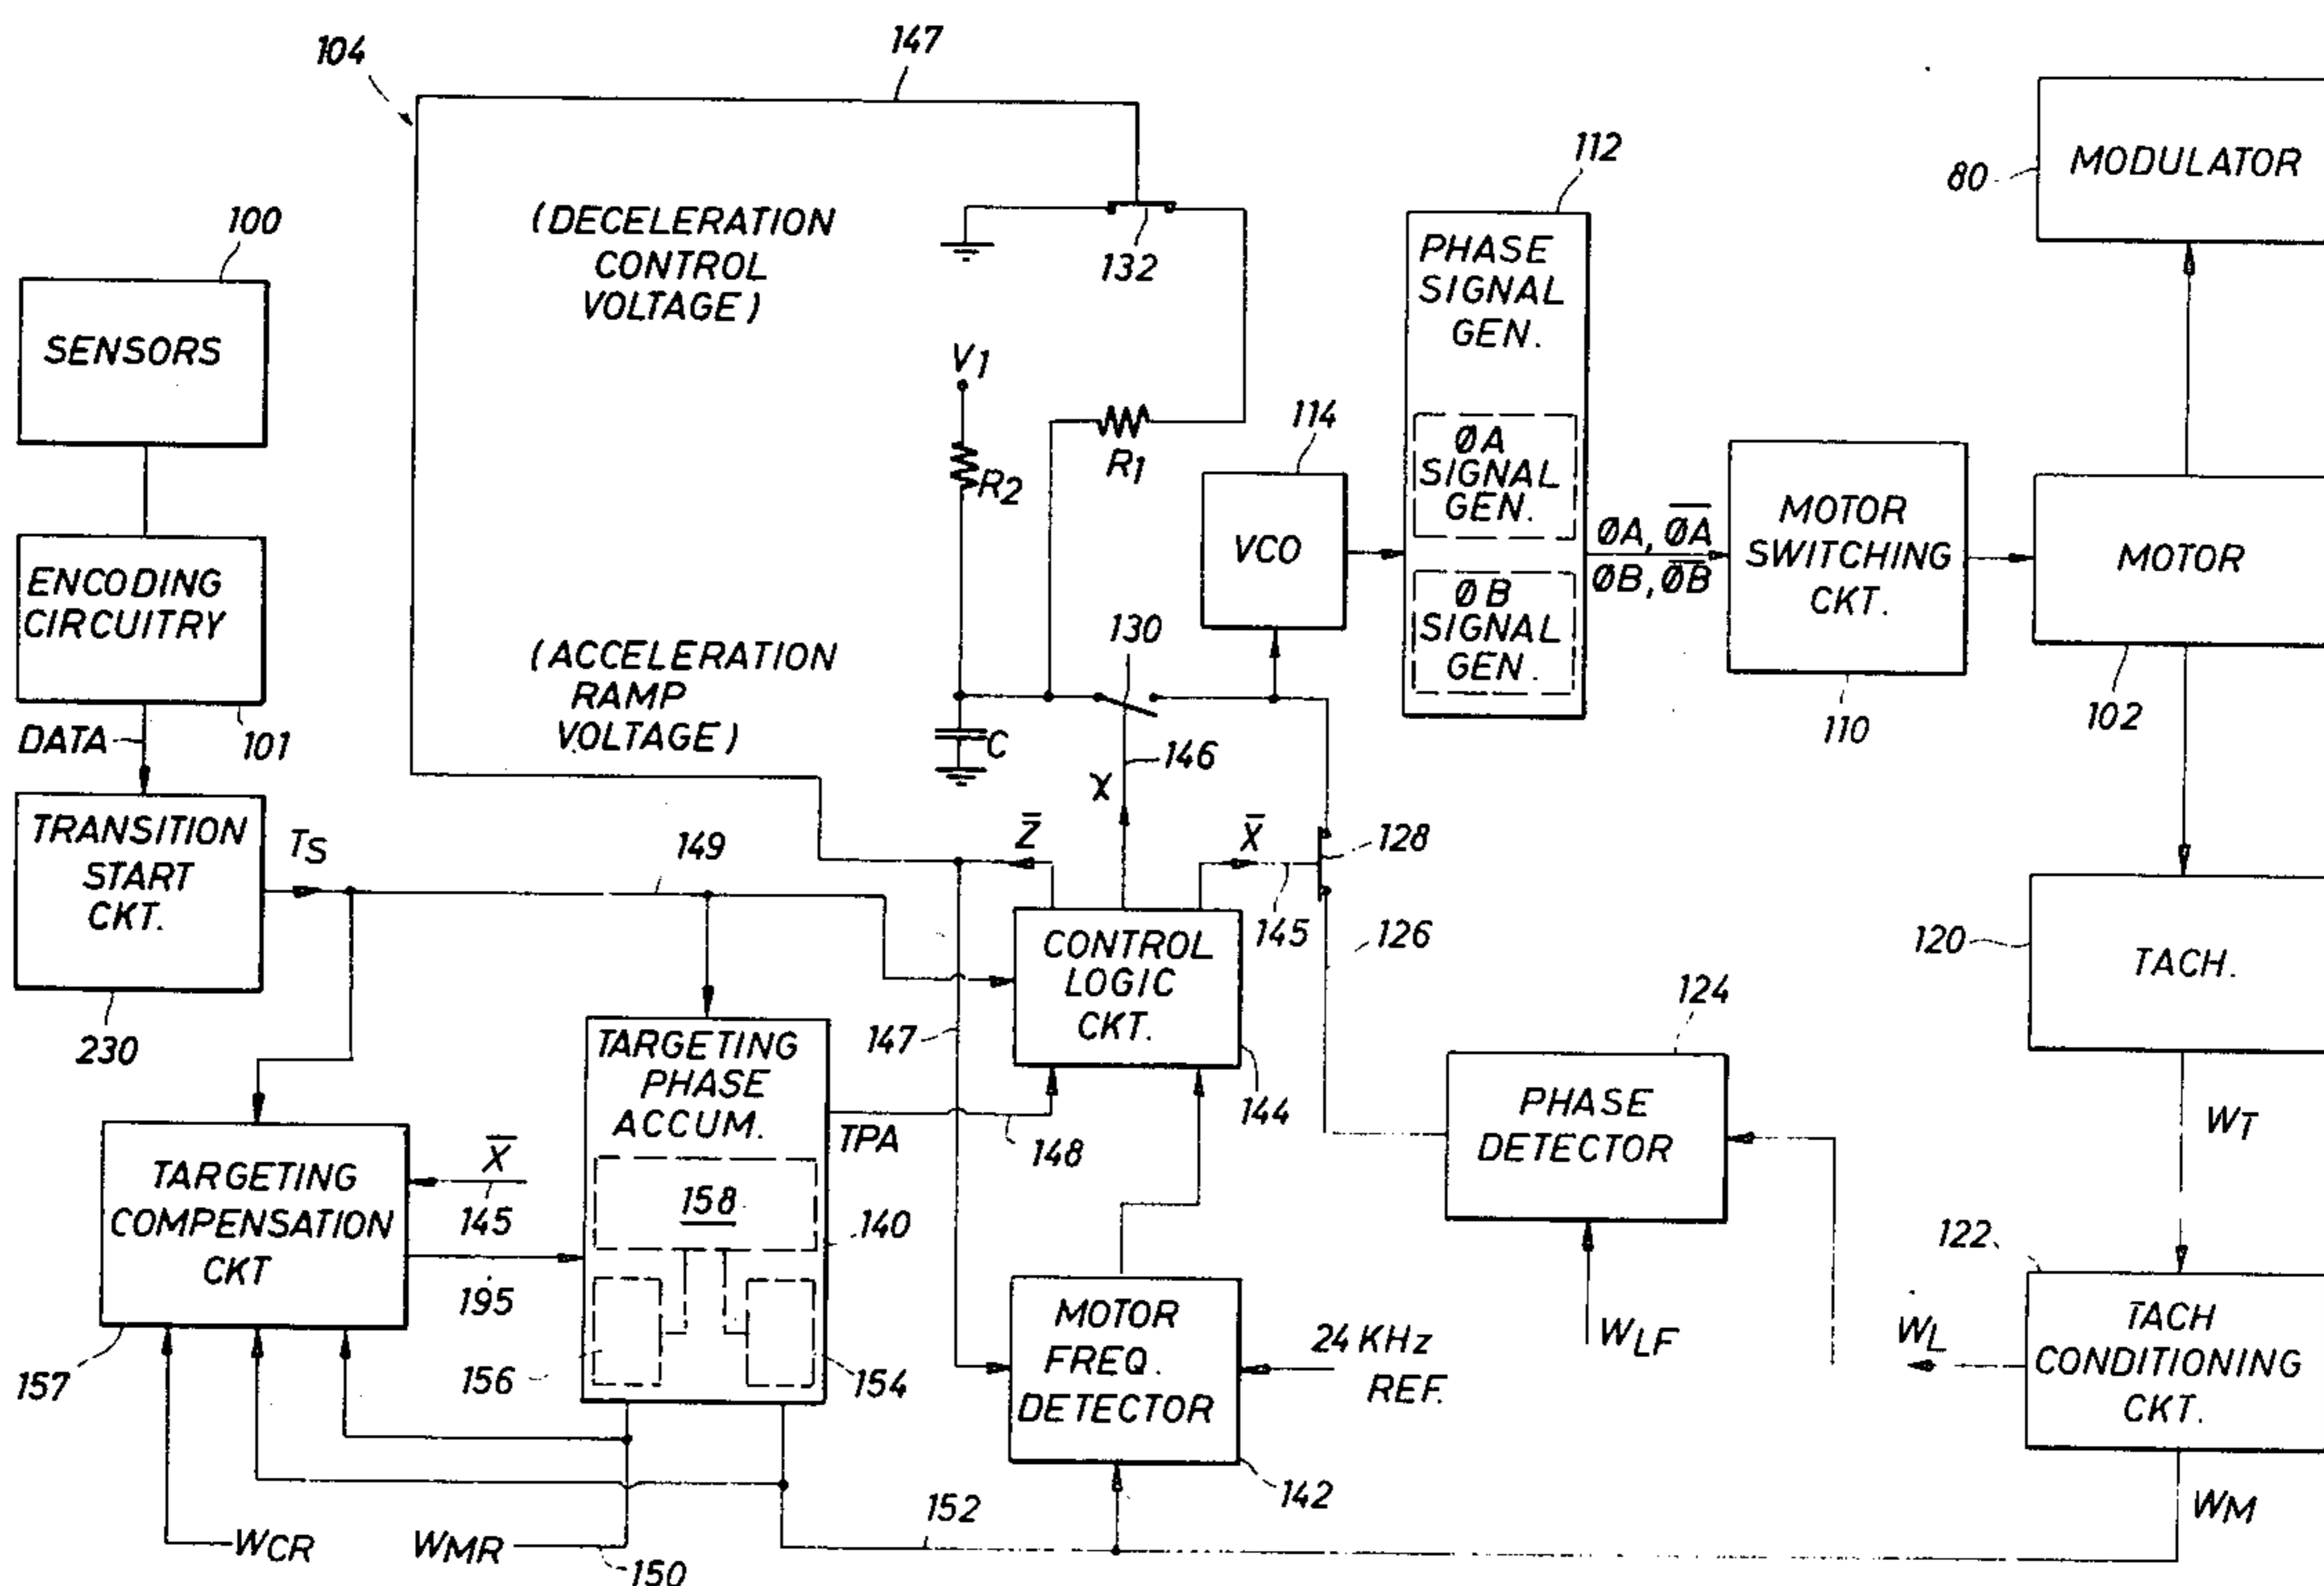 104
147
112
80
MODULATOR
100
(DECELERATION
CONTROL
VOLTAGE)
132
PHASE
SIGNAL
GEN.
SENSORS
V1
114
R1
R2
ØA
SIGNAL
GEN.
ØA, ØA̅
ØB, ØB̅
MOTOR
SWITCHING
CKT.
MOTOR
VCO
ENCODING
CIRCUITRY
ØB
SIGNAL
GEN.
130
(ACCELERATION
RAMP
VOLTAGE)
110
102
DATA
101
C
146
X
TRANSITION
START
CKT.
TS
149
Z̅
X̅
128
145
126
120
TACH.
CONTROL
LOGIC
CKT.
124
230
147
TARGETING
PHASE
ACCUM.
144
PHASE
DETECTOR
WT
TPA
148
X̅
145
TARGETING
COMPENSATION
CKT
158
140
122
195
MOTOR
FREQ.
DETECTOR
24 KHz
REF.
WLF
WL
TACH
CONDITIONING
CKT.
157
156
154
142
152
WM
WCR
WMR
150